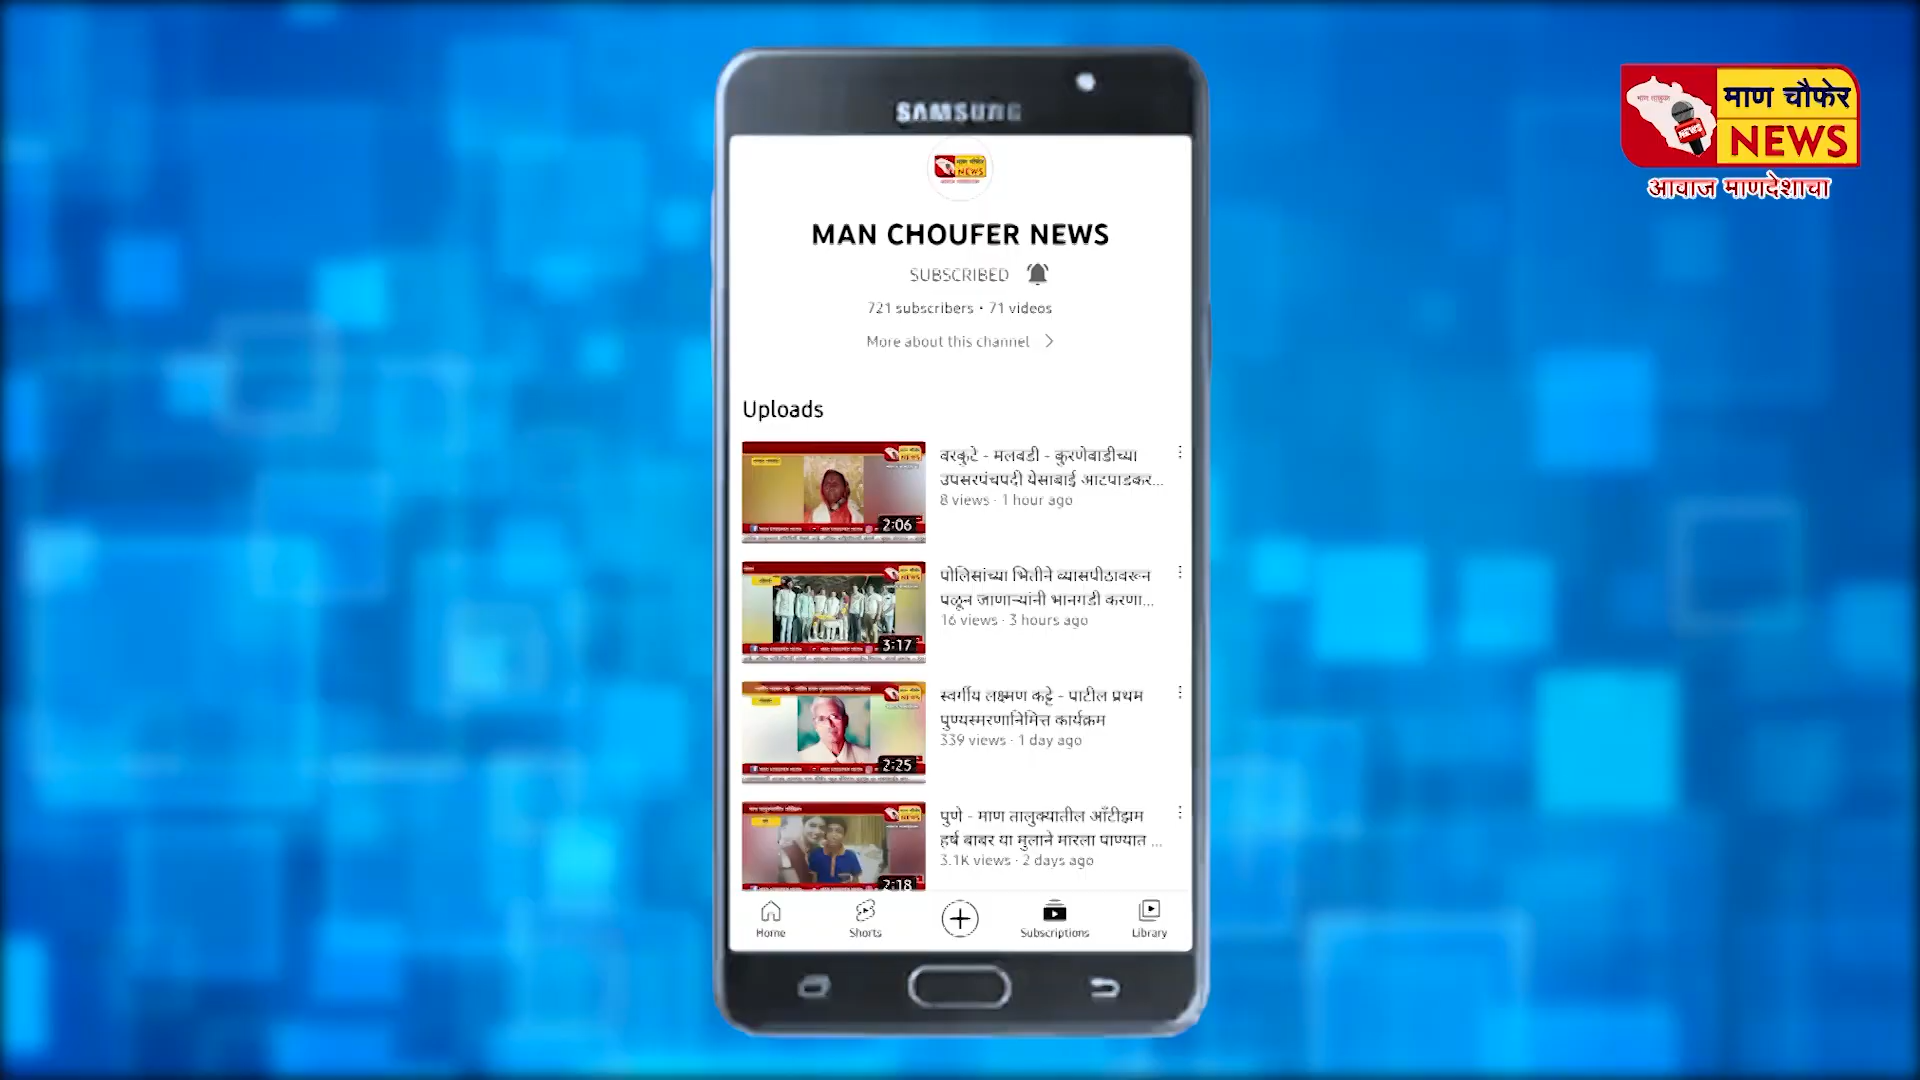 SAMSUNG
माण चौफेर
NEWS
आवाज माणदेशाचा
MAN CHOUFER NEWS
SUBSCRIBED
721 subscribers • 71 videos
More about this channel
Uploads
वरकुटे - मलवडी - कुरणेवाडीच्या
उपसरपंचपदी येसाबाई आटपाडकर...
8 views · 1 hour ago
2:06
पोलिसांच्या भितीने व्यासपीठावरून
पळून जाणाऱ्यांनी भानगडी करणा...
16 views · 3 hours ago
3:17
स्वर्गीय लक्ष्मण कट्टे - पाटील प्रथम
पुण्यस्मरणानिमित्त कार्यक्रम
339 views · 1 day ago
2:25
पुणे - माण तालुक्यातील ऑटीझम
हर्ष बाबर या मुलाने मारला पाण्यात ...
3.1K views · 2 days ago
2:18
Home
Shorts
Subscriptions
Library